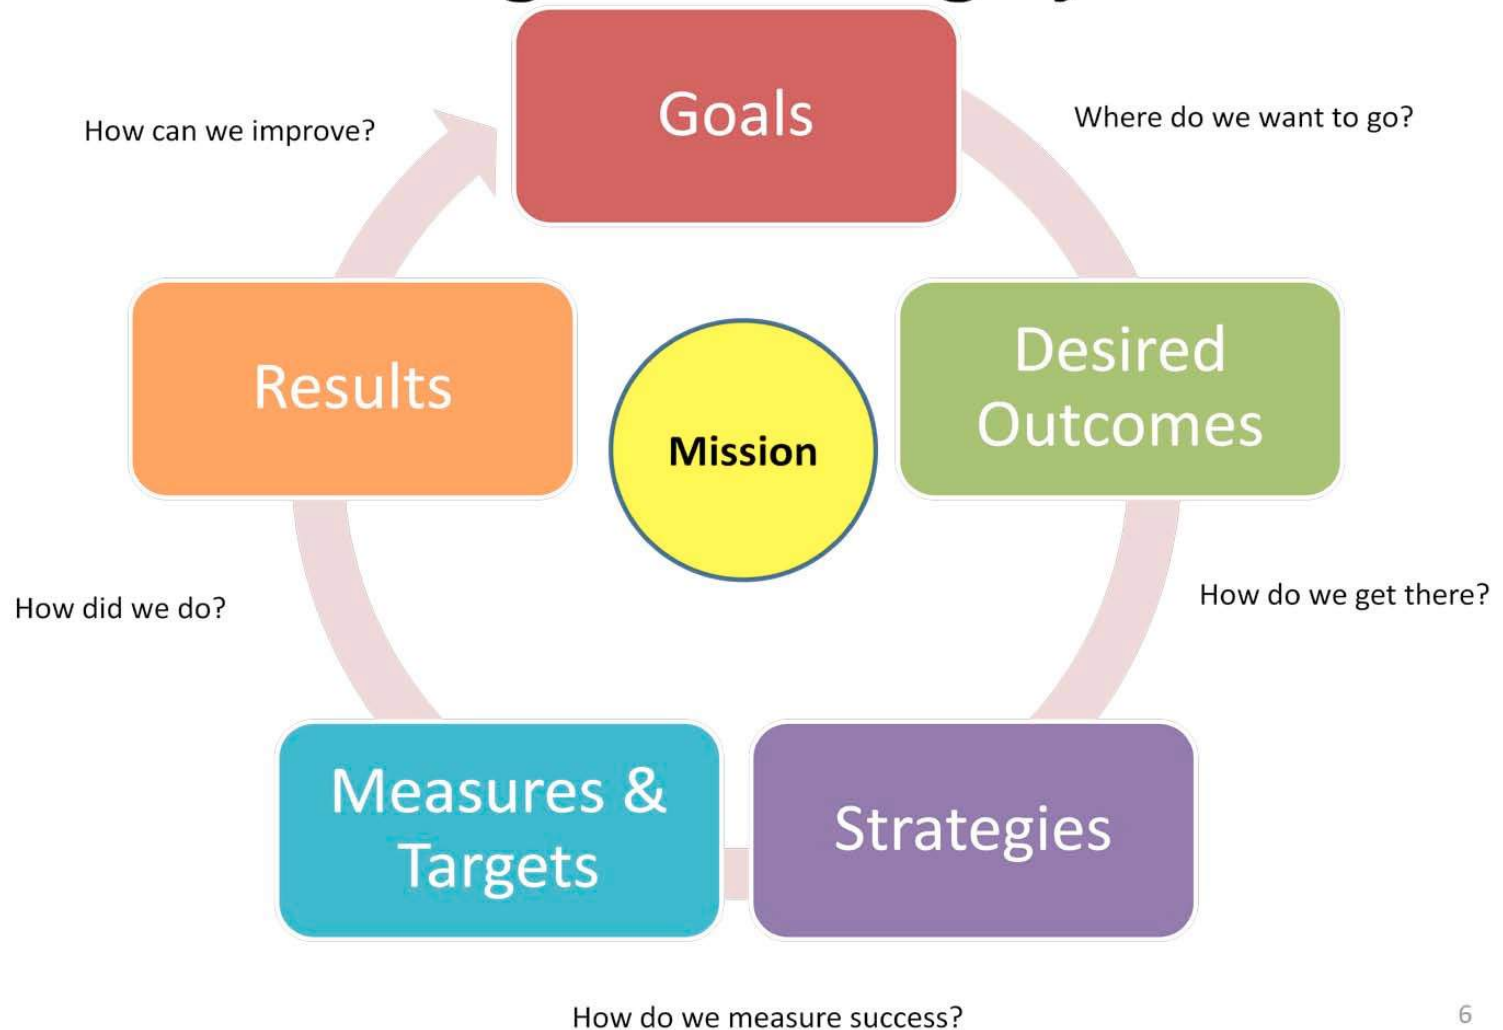 Goals
How can we improve?
Where do we want to go?
Results
Desired
Outcomes
Mission
How did we do?
How do we get there?
Measures &
Targets
Strategies
How do we measure success?
6